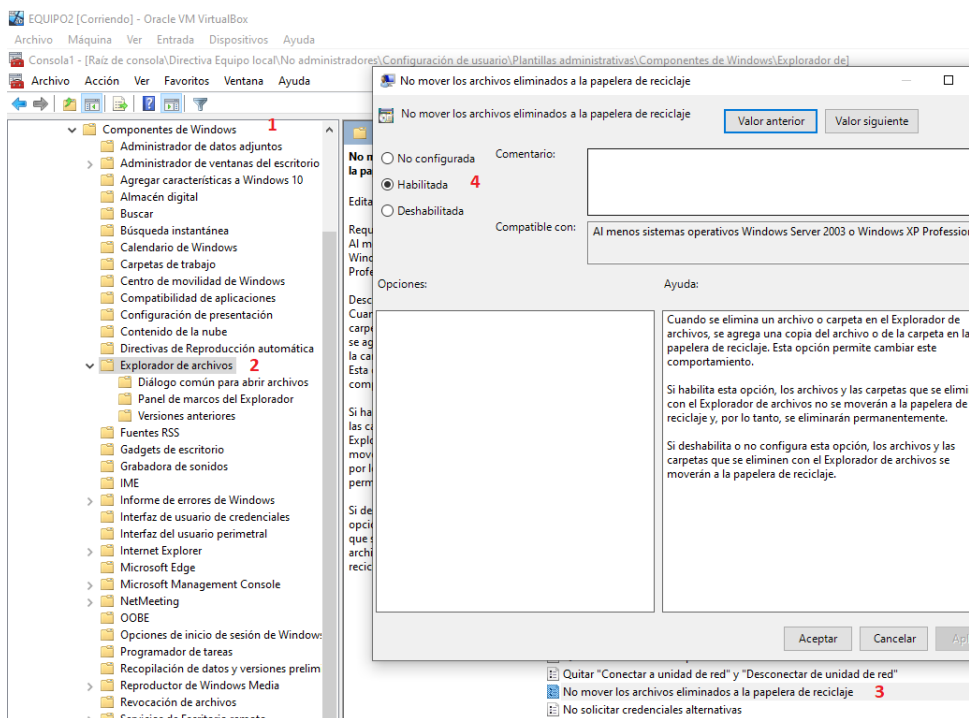 EQUIPO2 [Corriendo] - Oracle VM VirtualBox
Archivo Máquina Ver Entrada Dispositivos Ayuda
Consola1 - [Raíz de consola\Directiva Equipo local\No administradores\Configuración de usuario\Plantillas administrativas\Componentes de Windows\Explorador de]
Archivo Acción Ver Favoritos Ventana Ayuda
Componentes de Windows 1
Administrador de datos adjuntos
Administrador de ventanas del escritorio
Agregar características a Windows 10
Almacén digital
Buscar
Búsqueda instantánea
Calendario de Windows
Carpetas de trabajo
Centro de movilidad de Windows
Compatibilidad de aplicaciones
Configuración de presentación
Contenido de la nube
Directivas de Reproducción automática
Explorador de archivos 2
Diálogo común para abrir archivos
Panel de marcos del Explorador
Versiones anteriores
Fuentes RSS
Gadgets de escritorio
Grabadora de sonidos
IME
Informe de errores de Windows
Interfaz de usuario de credenciales
Interfaz del usuario perimetral
Internet Explorer
Microsoft Edge
Microsoft Management Console
NetMeeting
OOBE
Opciones de inicio de sesión de Window
Programador de tareas
Recopilación de datos y versiones prelim
Reproductor de Windows Media
Revocación de archivos
No mover los archivos eliminados a la papelera de reciclaje
No mover los archivos eliminados a la papelera de reciclaje
Valor anterior
Valor siguiente
No configurada
Habilitada 4
Deshabilitada
Comentario:
Compatible con:
Al menos sistemas operativos Windows Server 2003 o Windows XP Profession
Opciones:
Ayuda:
Cuando se elimina un archivo o carpeta en el Explorador de
archivos, se agrega una copia del archivo o de la carpeta en la
papelera de reciclaje. Esta opción permite cambiar este
comportamiento.
Si habilita esta opción, los archivos y las carpetas que se elimi
con el Explorador de archivos no se moverán a la papelera de
reciclaje y, por lo tanto, se eliminarán permanentemente.
Si deshabilita o no configura esta opción, los archivos y las
carpetas que se eliminen con el Explorador de archivos se
moverán a la papelera de reciclaje.
Aceptar
Cancelar
Quitar "Conectar a unidad de red" y "Desconectar de unidad de red"
No mover los archivos eliminados a la papelera de reciclaje 3
No solicitar credenciales alternativas